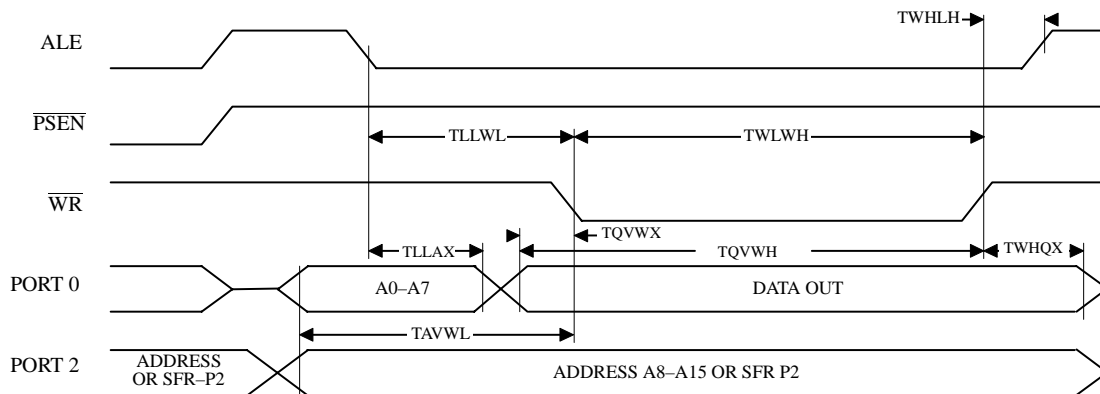 TWHLH
ALE
PSEN
TLLWL
TWLWH
WR
TQVWX
TLLAX
TQVWH
TWHQX
PORT 0
A0–A7
DATA OUT
TAVWL
PORT 2
ADDRESS
OR SFR–P2
ADDRESS A8–A15 OR SFR P2